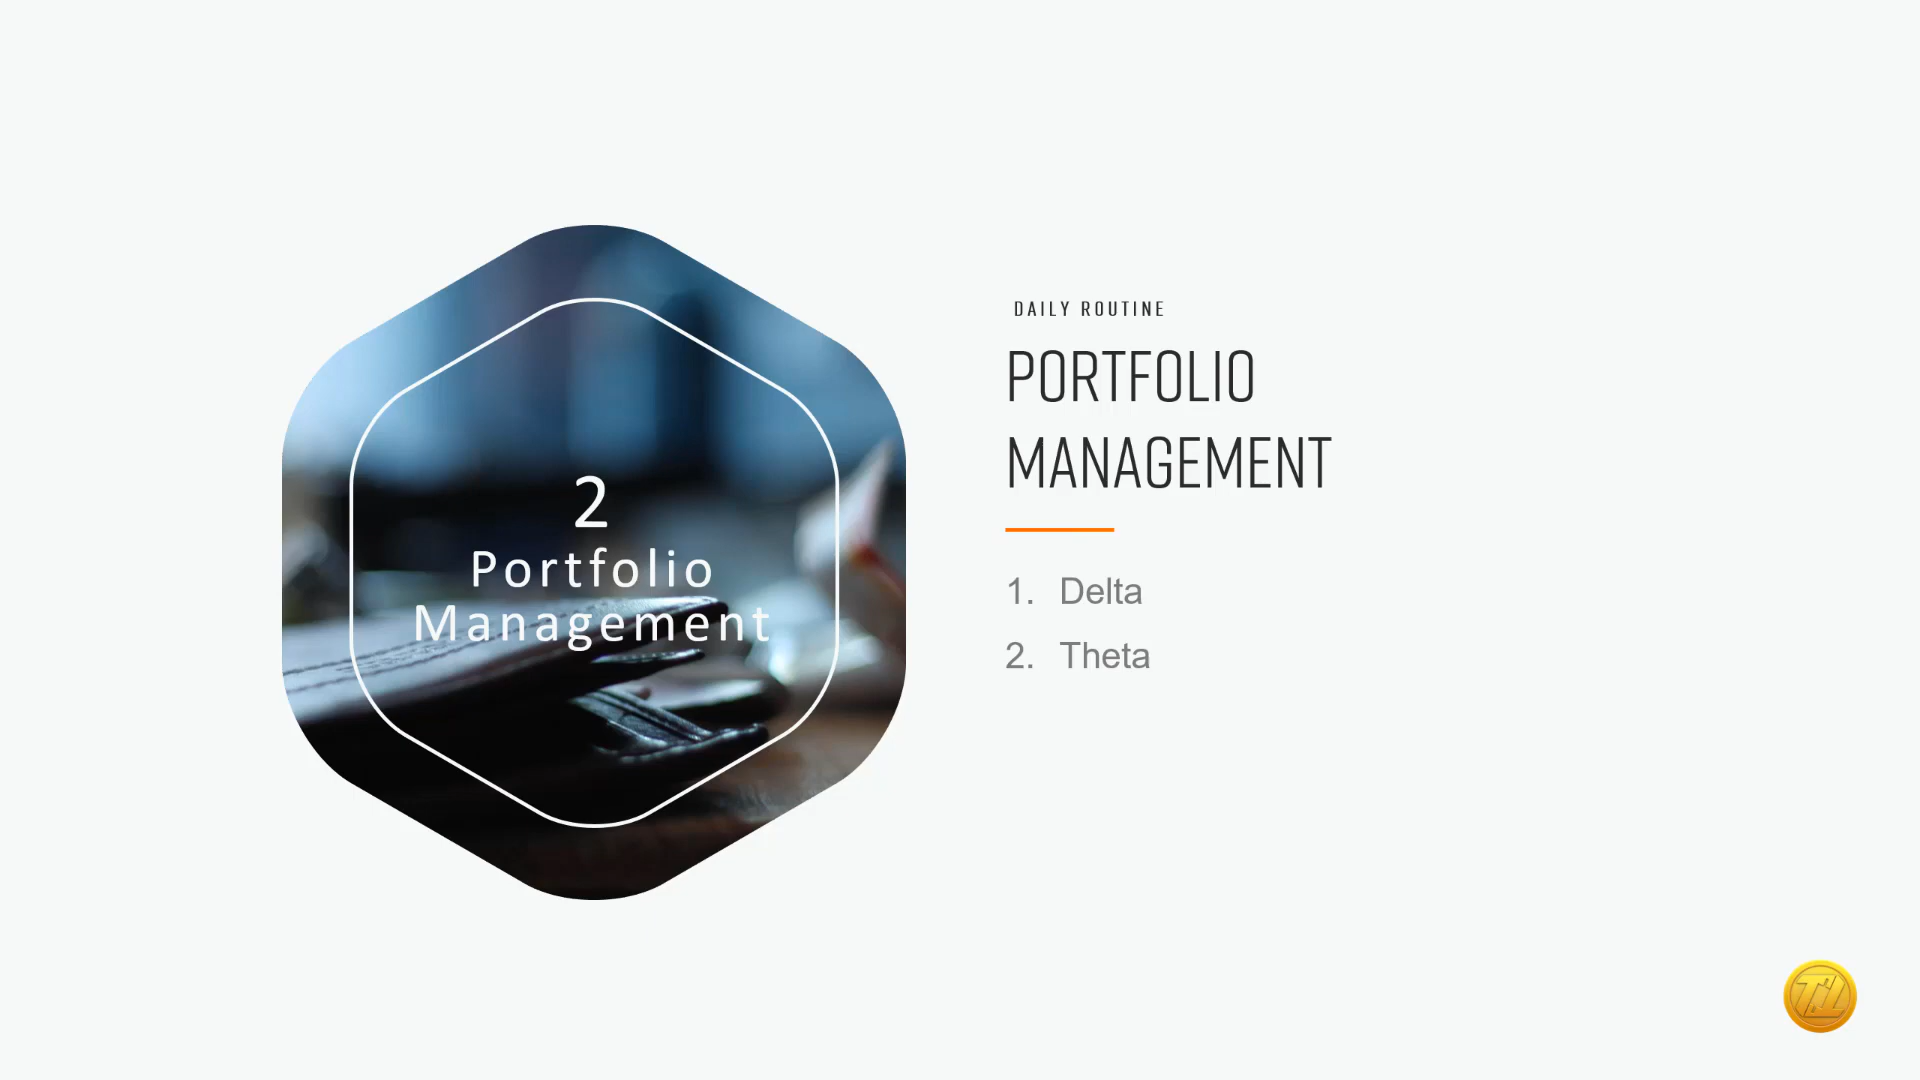 2
Portfolio
Management
DAILY ROUTINE
PORTFOLIO
MANAGEMENT
1. Delta
2. Theta